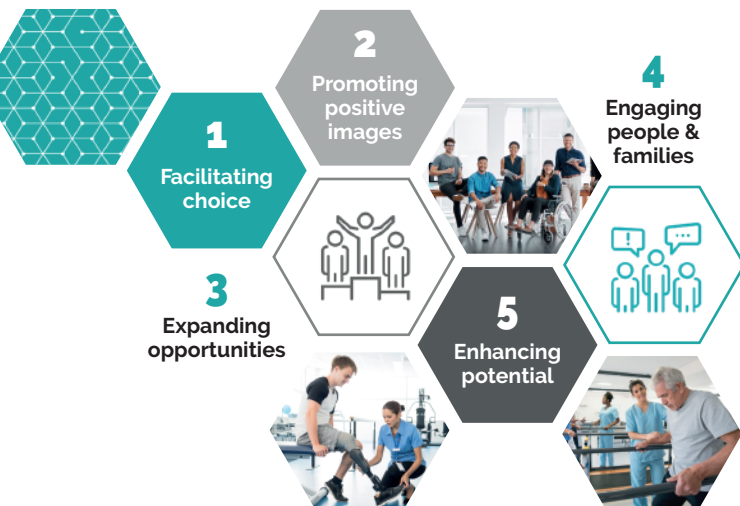 1
Facilitating
choice
2
Promoting
positive
images
3
Expanding
opportunities
4
Engaging
people &
families
5
Enhancing
potential